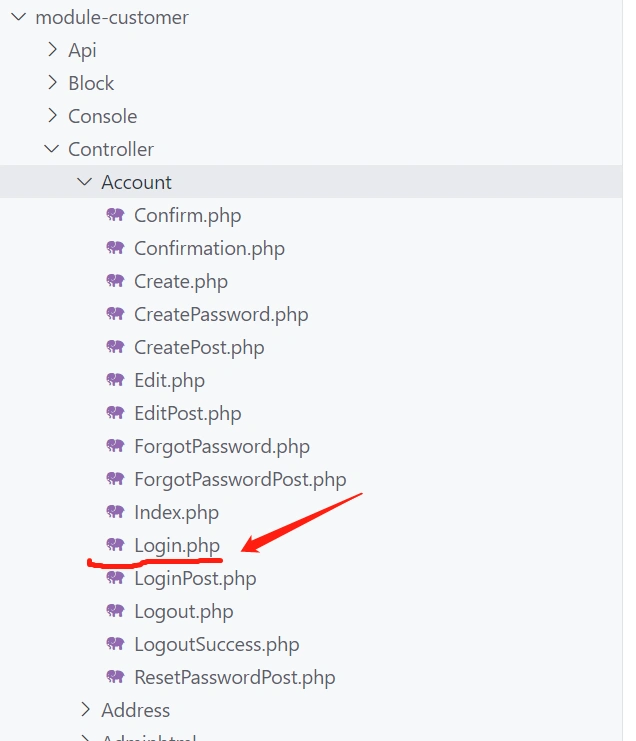 module-customer
Api
Block
Console
Controller
Account
Confirm.php
Confirmation.php
Create.php
CreatePassword.php
CreatePost.php
Edit.php
EditPost.php
ForgotPassword.php
ForgotPasswordPost.php
Index.php
Login.php
LoginPost.php
Logout.php
LogoutSuccess.php
ResetPasswordPost.php
Address
Adminhtml